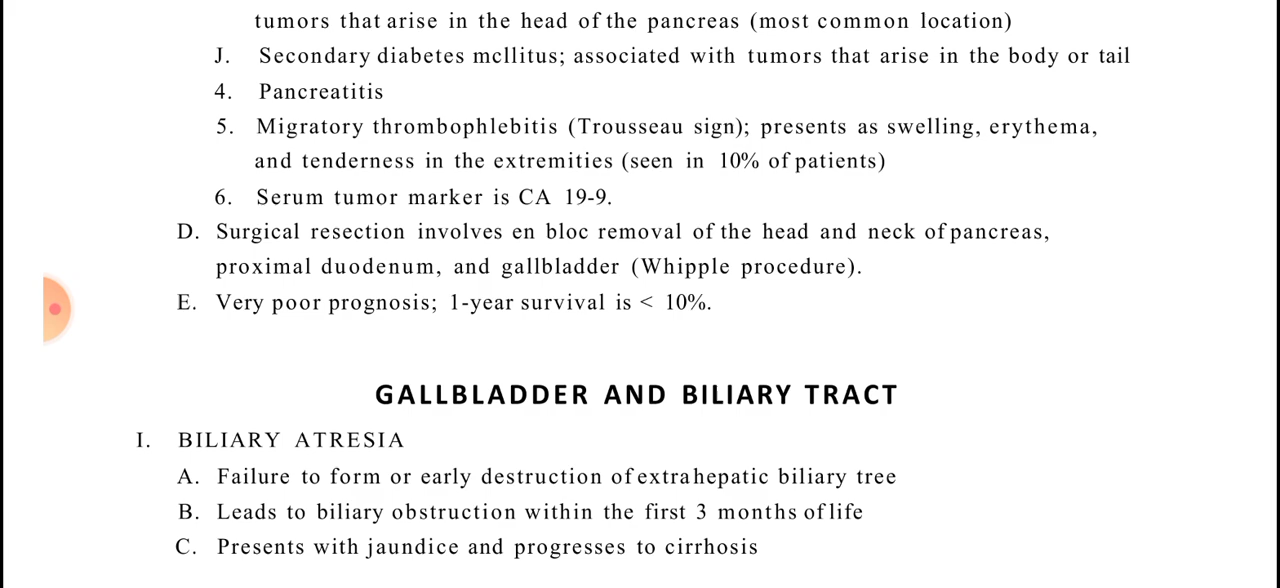 tumors that arise in the head of the pancreas (most common location)
J. Secondary diabetes mcllitus; associated with tumors that arise in the body or tail
4. Pancreatitis
5. Migratory thrombophlebitis (Trousseau sign); presents as swelling, erythema,
and tenderness in the extremities (seen in 10% of patients)
6. Serum tumor marker is CA 19-9.
D. Surgical resection involves en bloc removal of the head and neck of pancreas,
proximal duodenum, and gallbladder (Whipple procedure).
E. Very poor prognosis; 1-year survival is < 10%.
GALLBLADDER AND BILIARY TRACT
I. BILIARY ATRESIA
A. Failure to form or early destruction of extrahepatic biliary tree
B. Leads to biliary obstruction within the first 3 months of life
C. Presents with jaundice and progresses to cirrhosis